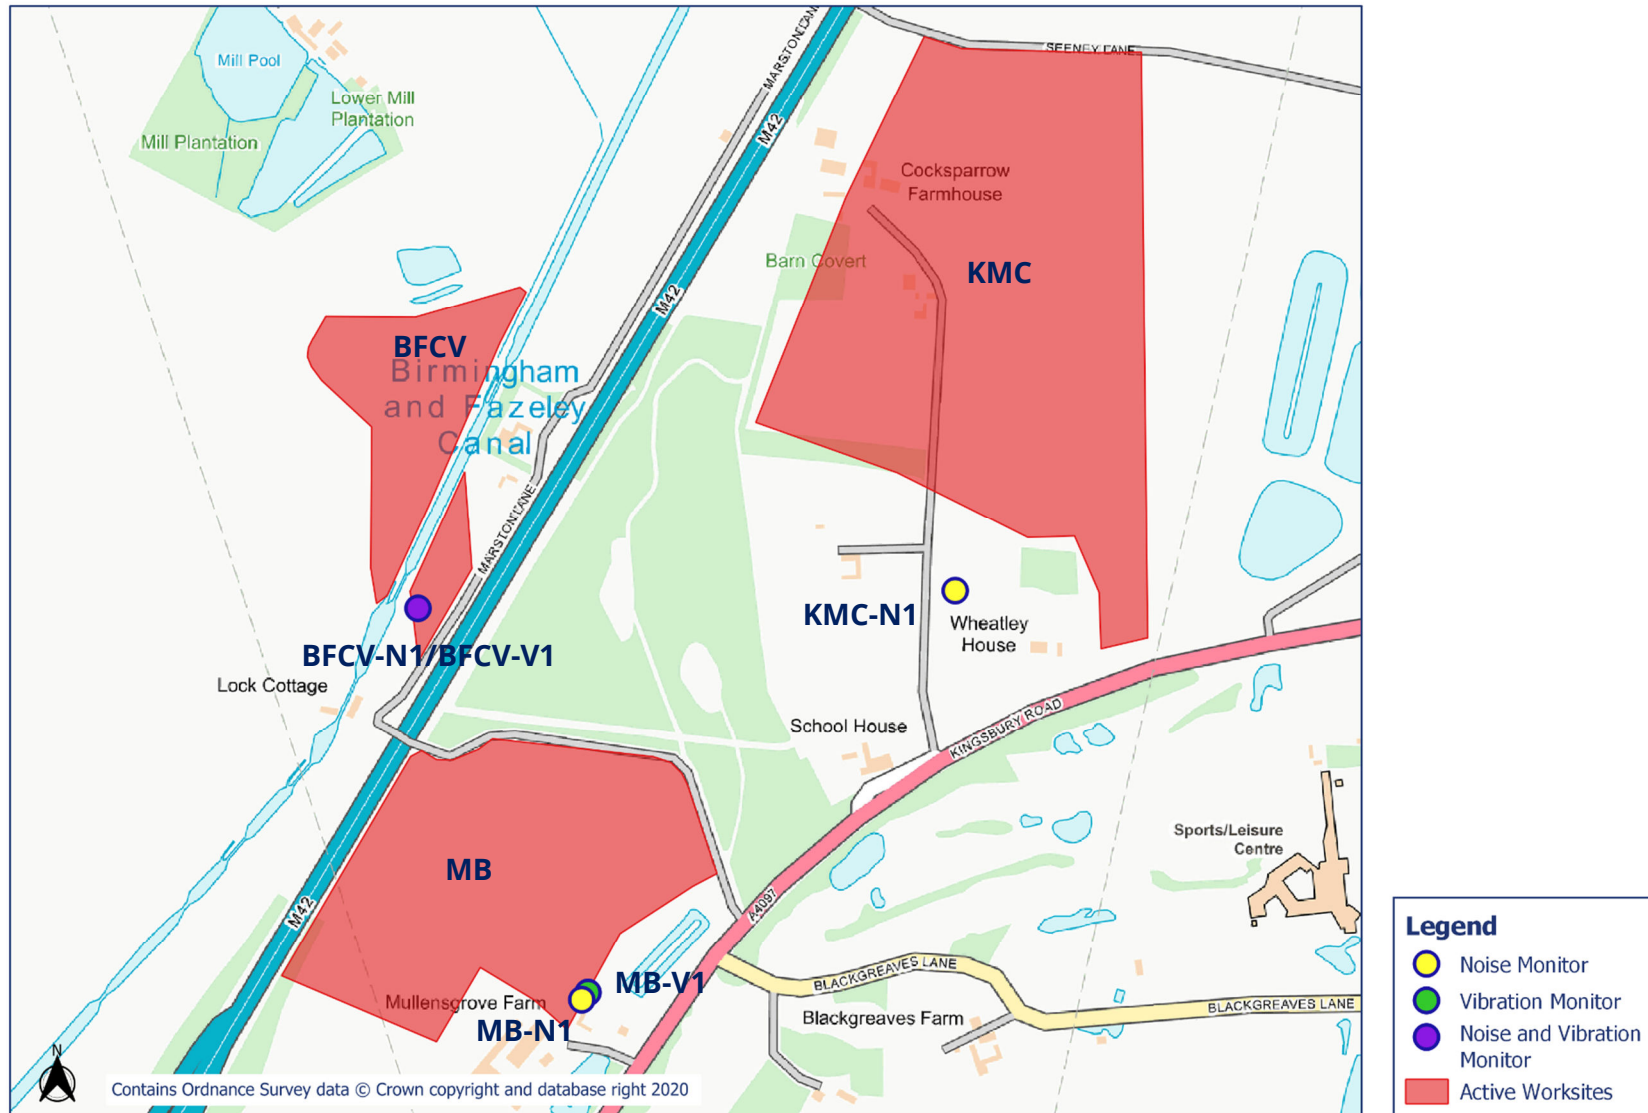 MARSTON LANE
SEENEY LANE
Mill Pool
Lower Mill
Plantation
Mill Plantation
M42
Cocksparrow
Farmhouse
Barn Covert
KMC
M42
BFCV
Birmingham
and Fazeley
Canal
MARSTON LANE
KMC-N1
Wheatley
House
BFCV-N1/BFCV-V1
Lock Cottage
School House
KINGSBURY ROAD
Sports/Leisure
Centre
MB
M42
A4097
BLACKGREAVES LANE
BLACKGREAVES LANE
MB-V1
Mullensgrove Farm
MB-N1
Blackgreaves Farm
N
Contains Ordnance Survey data © Crown copyright and database right 2020
Legend
Noise Monitor
Vibration Monitor
Noise and Vibration
Monitor
Active Worksites